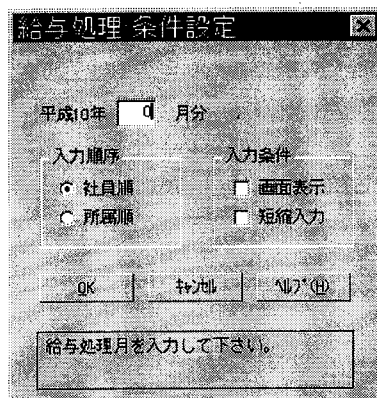 給与処理 条件設定
平成10年 0 月分
入力順序
社員順
所属順
入力条件
画面表示
短縮入力
OK ｷｬﾝｾﾙ ﾍﾙﾌﾟ(H)
給与処理月を入力して下さい。